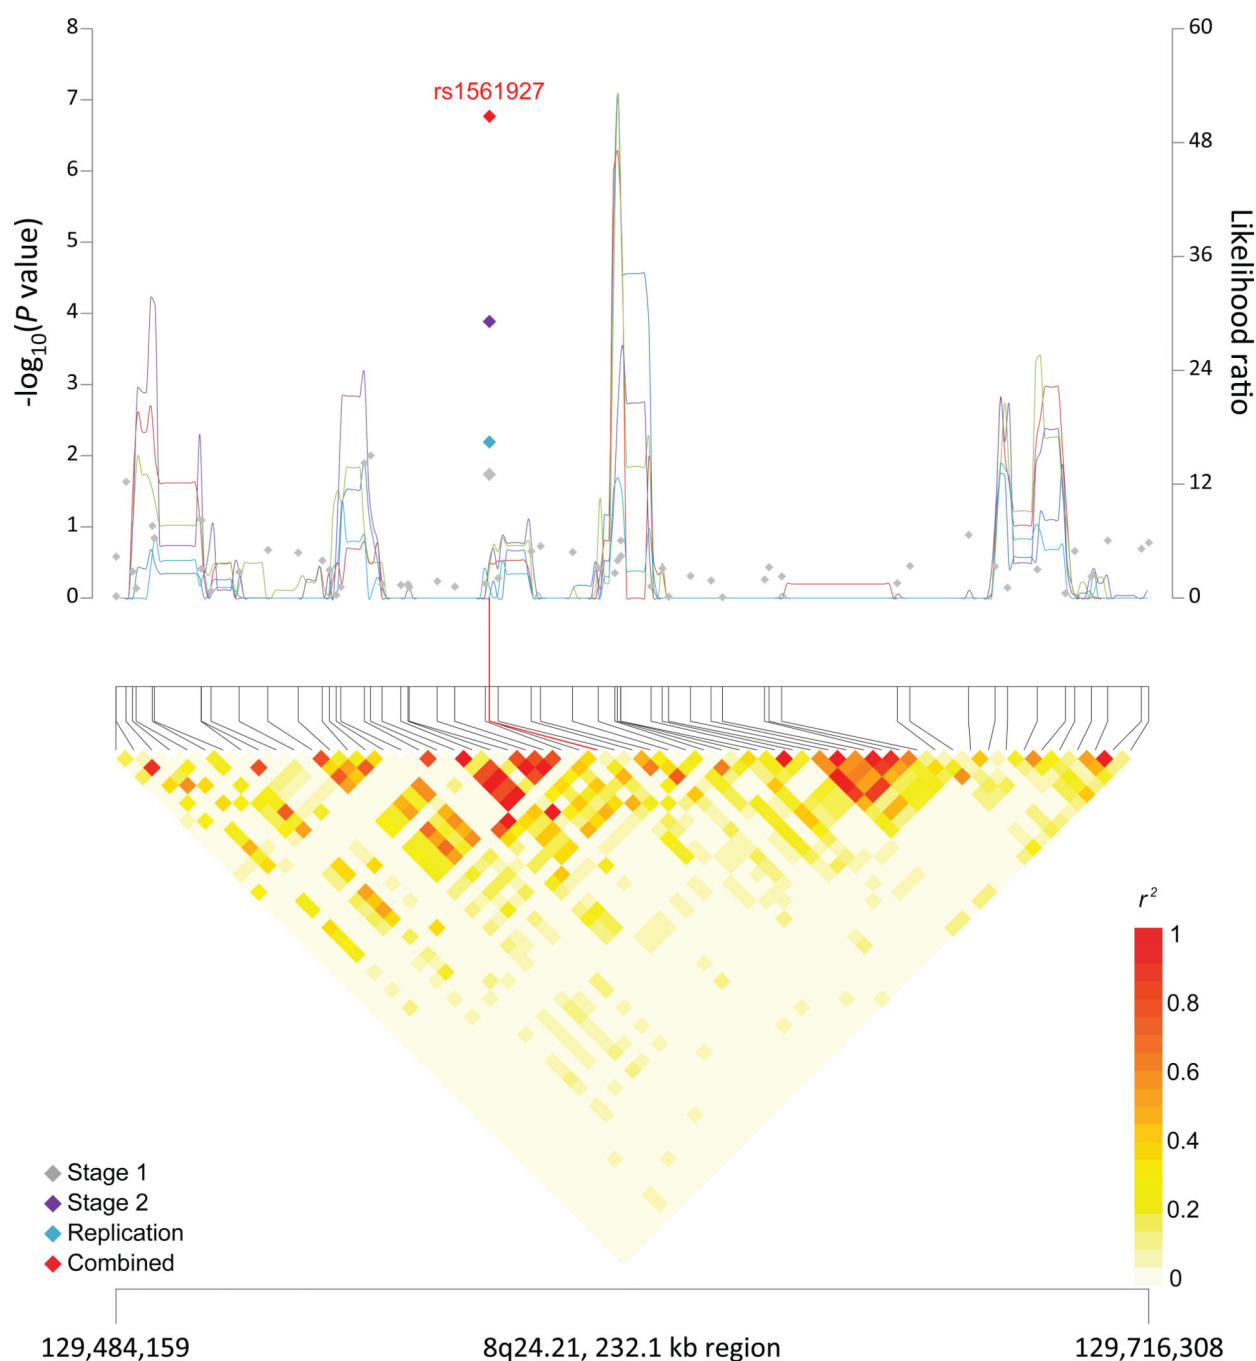 8
7
6
5
4
3
2
1
0
-log10(P value)
rs1561927
60
48
36
24
12
0
Likelihood ratio
r²
1
0.8
0.6
0.4
0.2
0
Stage 1
Stage 2
Replication
Combined
129,484,159
8q24.21, 232.1 kb region
129,716,308